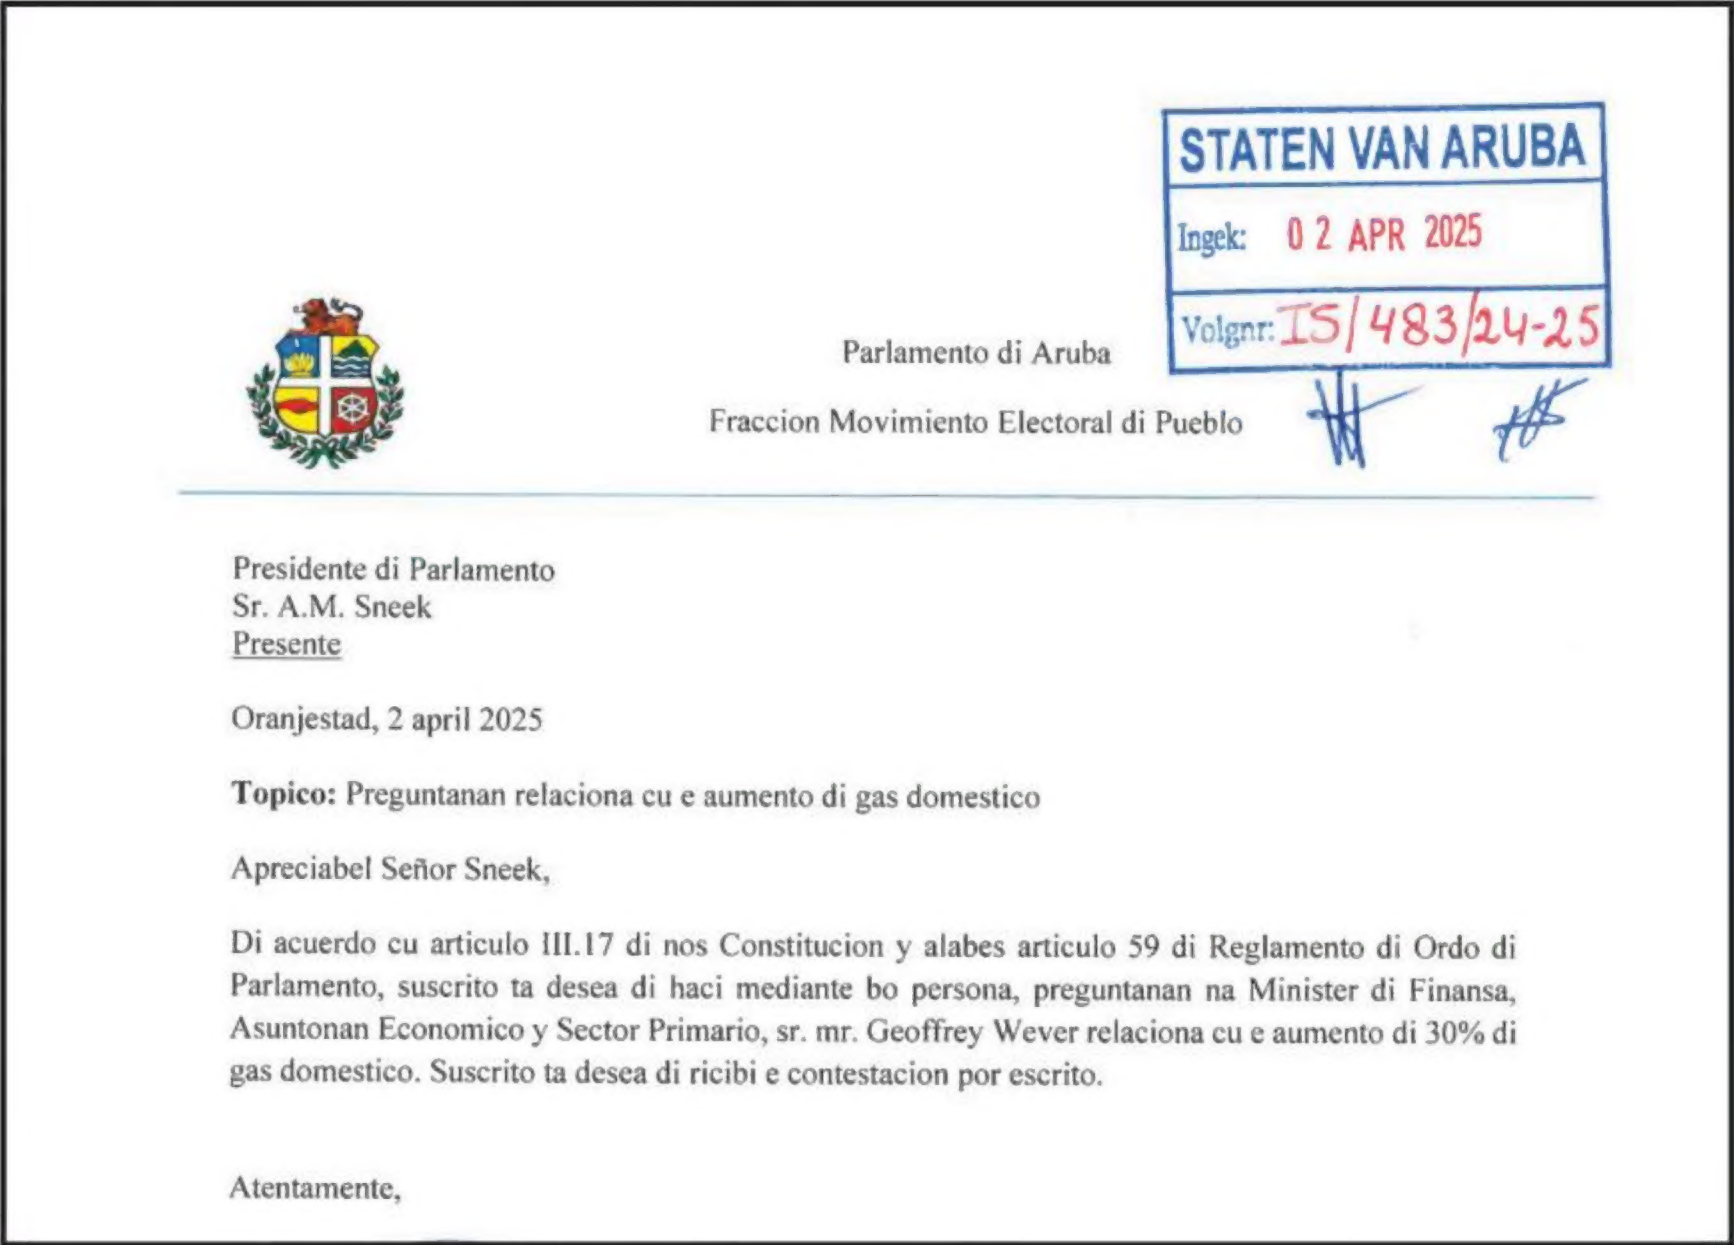 STATEN VAN ARUBA
Ingek: 02 APR 2025
Volgnr: IS/483/24-25
Parlamento di Aruba
Fraccion Movimiento Electoral di Pueblo
Presidente di Parlamento
Sr. A.M. Sneek
Presente
Oranjestad, 2 april 2025
Topico: Preguntanan relaciona cu e aumento di gas domestico
Apreciabel Señor Sneek,
Di acuerdo cu articulo III.17 di nos Constitucion y alabes articulo 59 di Reglamento di Ordo di
Parlamento, suscrito ta desea di haci mediante bo persona, preguntanan na Minister di Finansa,
Asuntonan Economico y Sector Primario, sr. mr. Geoffrey Wever relaciona cu e aumento di 30% di
gas domestico. Suscrito ta desea di ricibi e contestacion por escrito.
Atentamente,